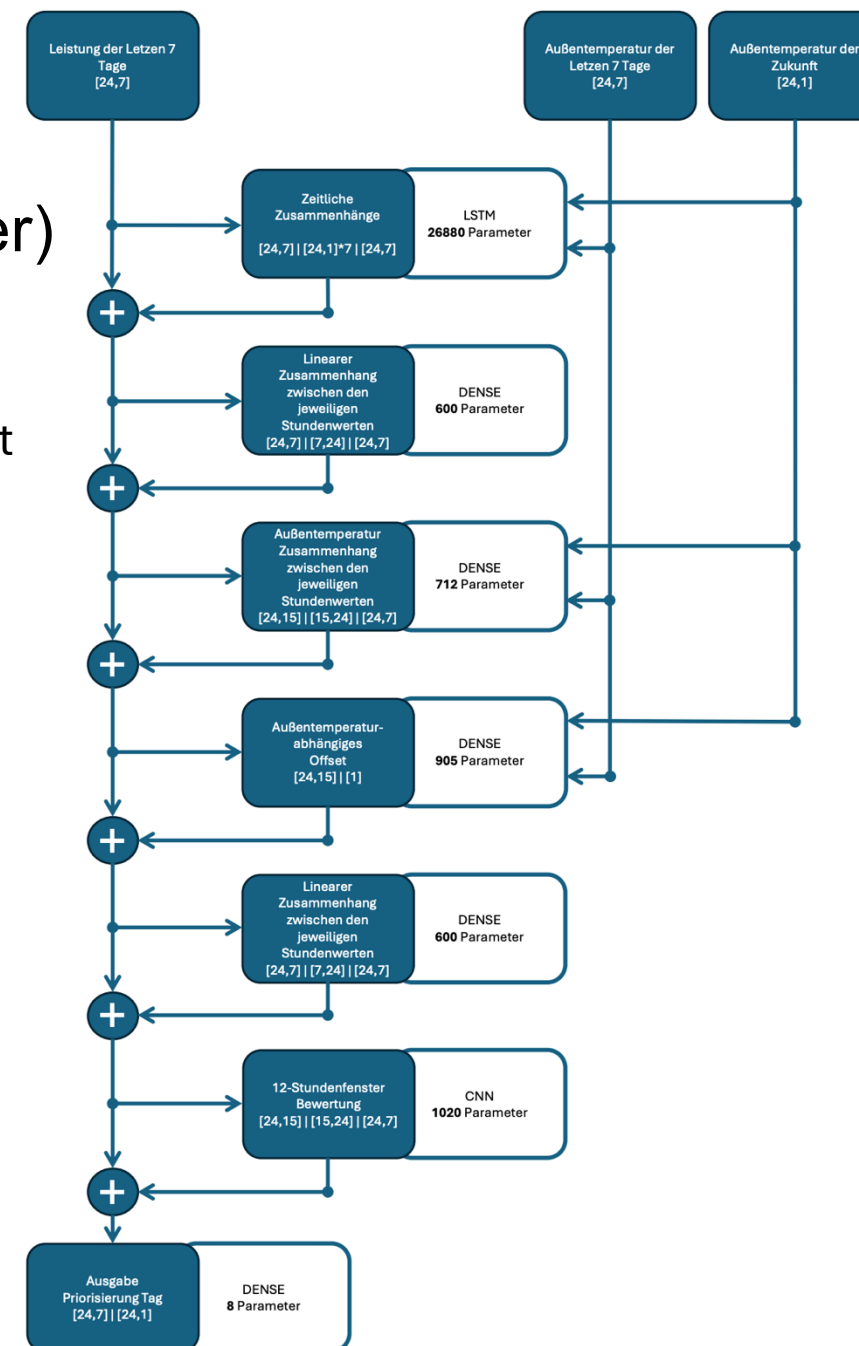 Leistung der Letzen 7
Tage
[24,7]
Außentemperatur der
Letzen 7 Tage
[24,7]
Außentemperatur der
Zukunft
[24,1]
er)
t
Zeitliche
Zusammenhänge
[24,7] | [24,1]*7 | [24,7]
LSTM
26880 Parameter
+
Linearer
Zusammenhang
zwischen den
jeweiligen
Stundenwerten
[24,7] | [7,24] | [24,7]
DENSE
600 Parameter
+
Außentemperatur
Zusammenhang
zwischen den
jeweiligen
Stundenwerten
[24,15] | [15,24] | [24,7]
DENSE
712 Parameter
+
Außentemperatur-
abhängiges
Offset
[24,15] | [1]
DENSE
905 Parameter
+
Linearer
Zusammenhang
zwischen den
jeweiligen
Stundenwerten
[24,7] | [7,24] | [24,7]
DENSE
600 Parameter
+
12-Stundenfenster
Bewertung
[24,15] | [15,24] | [24,7]
CNN
1020 Parameter
+
Ausgabe
Priorisierung Tag
[24,7] | [24,1]
DENSE
8 Parameter